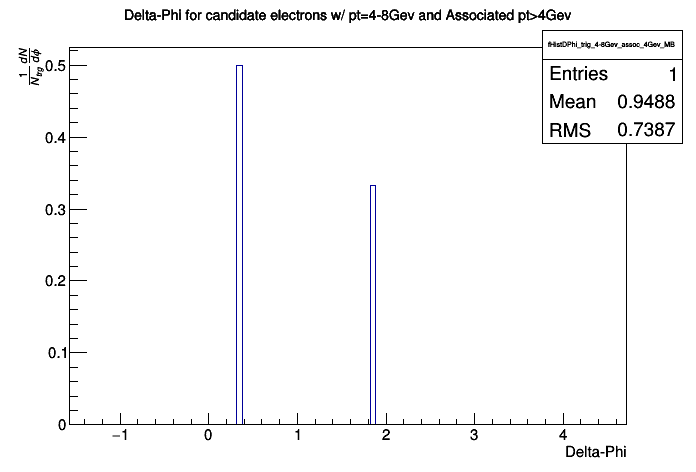 Delta-Phi for candidate electrons w/ pt=4-8Gev and Associated pt>4Gev
fHistDPhi_trig_4-8Gev_assoc_4Gev_MB
Entries 1
Mean 0.9488
RMS 0.7387
1 dN
N_trg dϕ
0.5
0.4
0.3
0.2
0.1
0
−1 0 1 2 3 4
Delta-Phi